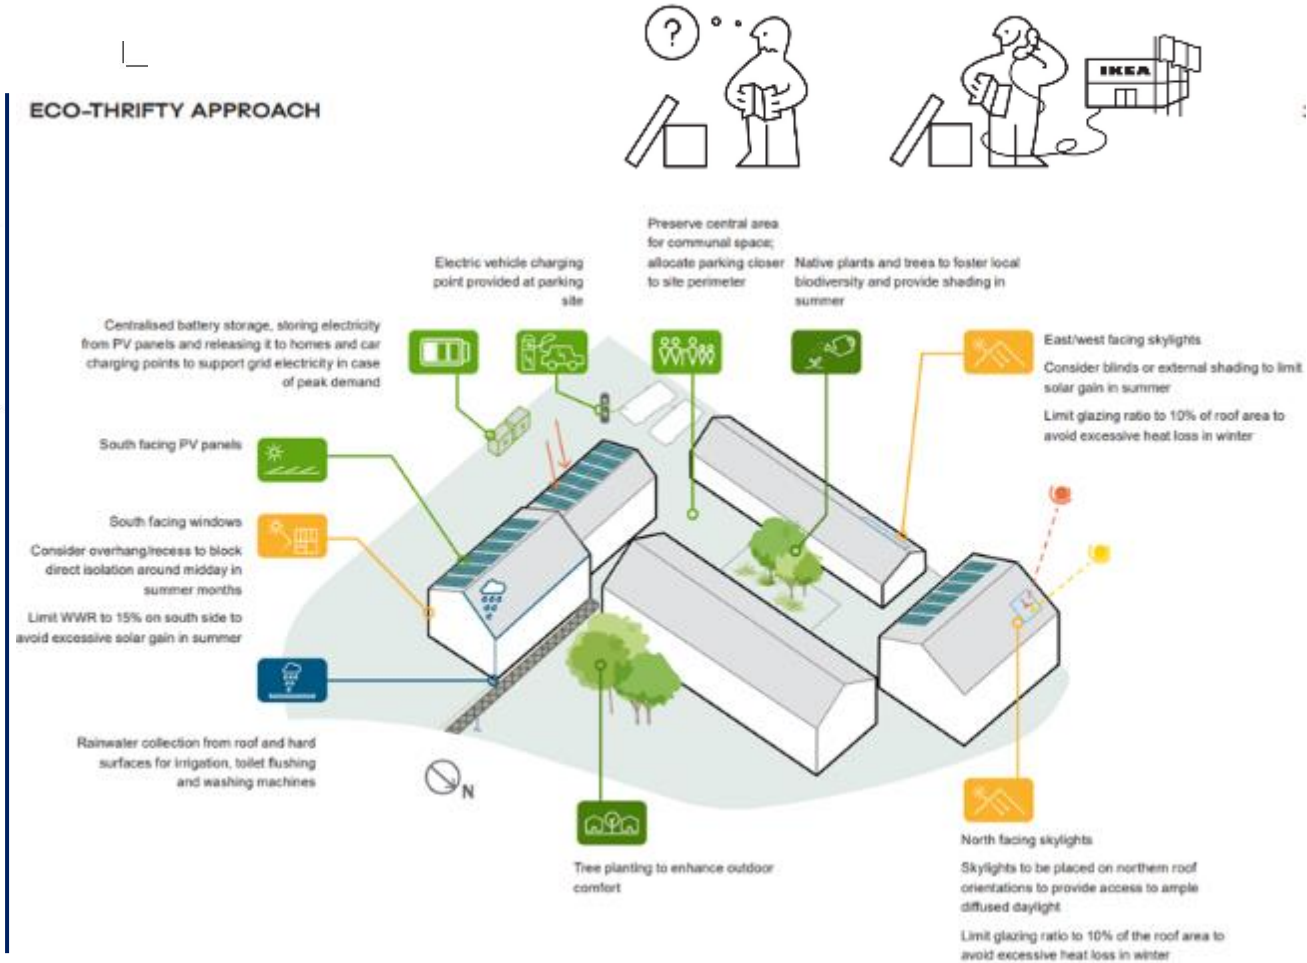 ?
IKEA
ECO-THRIFTY APPROACH
Preserve central area
for communal space;
allocate parking closer
to site perimeter
Electric vehicle charging
point provided at parking
site
Native plants and trees to foster local
biodiversity and provide shading in
summer
Centralised battery storage, storing electricity
from PV panels and releasing it to homes and car
charging points to support grid electricity in case
of peak demand
East/west facing skylights
Consider blinds or external shading to limit
solar gain in summer
Limit glazing ratio to 10% of roof area to
avoid excessive heat loss in winter
South facing PV panels
South facing windows
Consider overhang/recess to block
direct isolation around midday in
summer months
Limit WWR to 15% on south side to
avoid excessive solar gain in summer
Rainwater collection from roof and hard
surfaces for irrigation, toilet flushing
and washing machines
N
Tree planting to enhance outdoor
comfort
North facing skylights
Skylights to be placed on northern roof
orientations to provide access to ample
diffused daylight
Limit glazing ratio to 10% of the roof area to
avoid excessive heat loss in winter